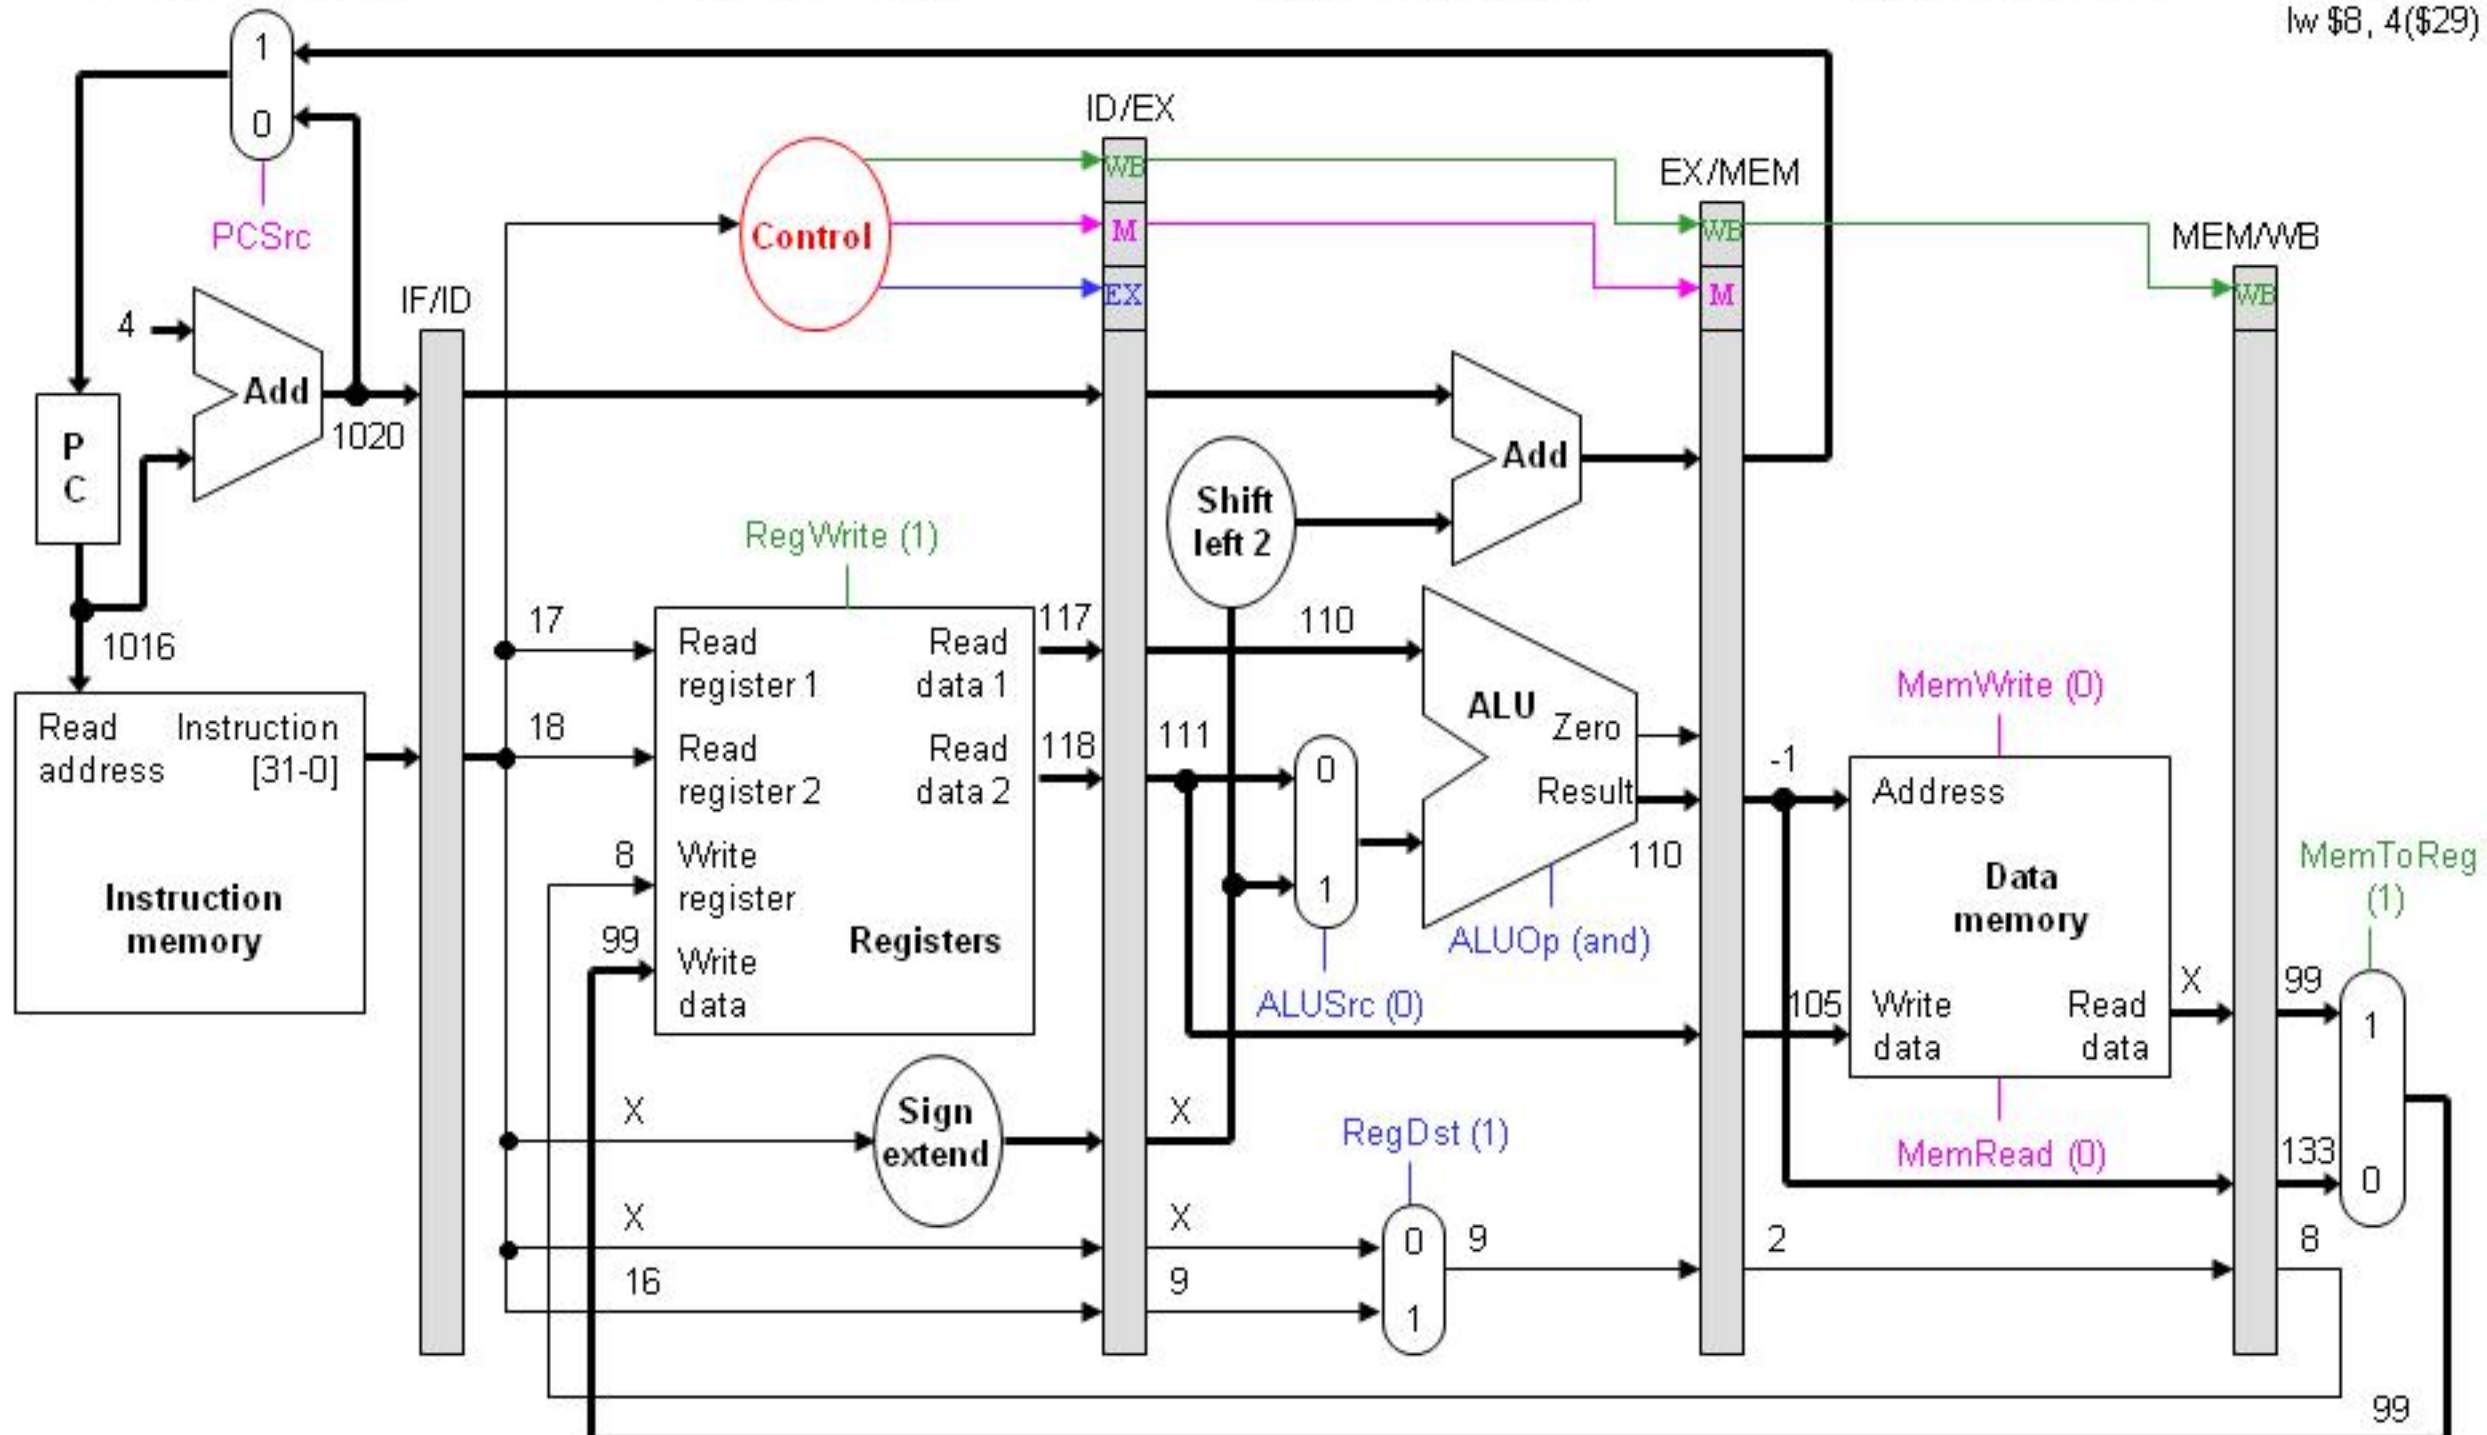 lw $8, 4($29)
1
0
PCSrc
ID/EX
WB
M
EX
Control
EX/MEM
WB
M
MEM/WB
WB
IF/ID
4
Add
1020
P
C
1016
Add
Shift
left 2
RegWrite (1)
17
18
8
99
Read
register 1
Read
data 1
Read
register 2
Read
data 2
Write
register
Write
data
Registers
117
118
110
111
0
1
ALUSrc (0)
ALU
Zero
Result
110
ALUOp (and)
Read
address
Instruction
[31-0]
Instruction
memory
-1
MemWrite (0)
Address
Data
memory
105
Write
data
Read
data
MemRead (0)
X
99
133
MemToReg
(1)
1
0
X
Sign
extend
X
RegDst (1)
X
X
0
1
9
16
9
2
8
99